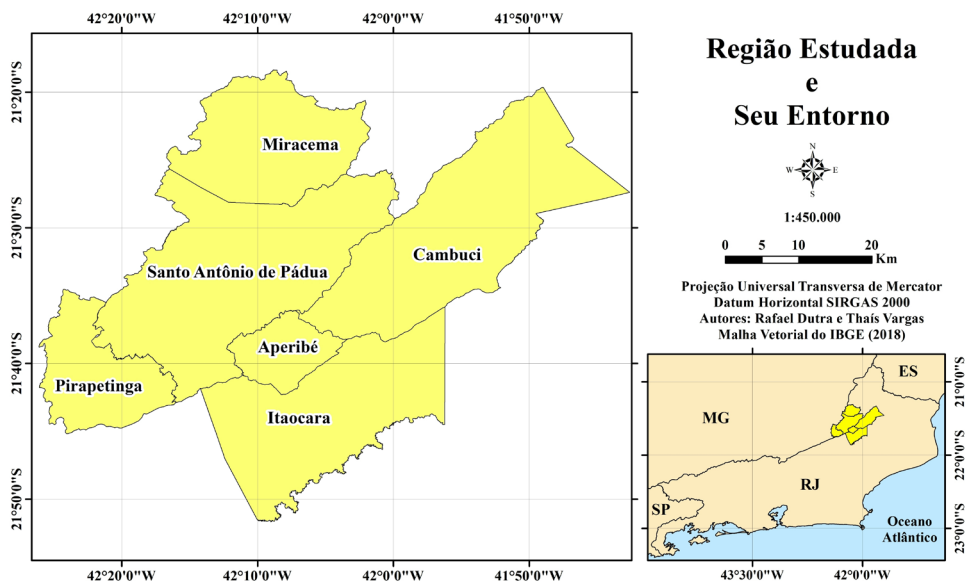 42°20'0"W
42°10'0"W
42°0'0"W
41°50'0"W
21°20'0"S
21°30'0"S
21°40'0"S
21°50'0"S
Miracema
Cambuci
Santo Antônio de Pádua
Aperibé
Pirapetinga
Itaocara
42°20'0"W
42°10'0"W
42°0'0"W
41°50'0"W
Região Estudada
e
Seu Entorno
N
W
E
S
1:450.000
0 5 10 20
Km
Projeção Universal Transversa de Mercator
Datum Horizontal SIRGAS 2000
Autores: Rafael Dutra e Thaís Vargas
Malha Vetorial do IBGE (2018)
ES
MG
RJ
SP
Oceano
Atlântico
21°0'0"S
22°0'0"S
23°0'0"S
43°30'0"W
42°0'0"W